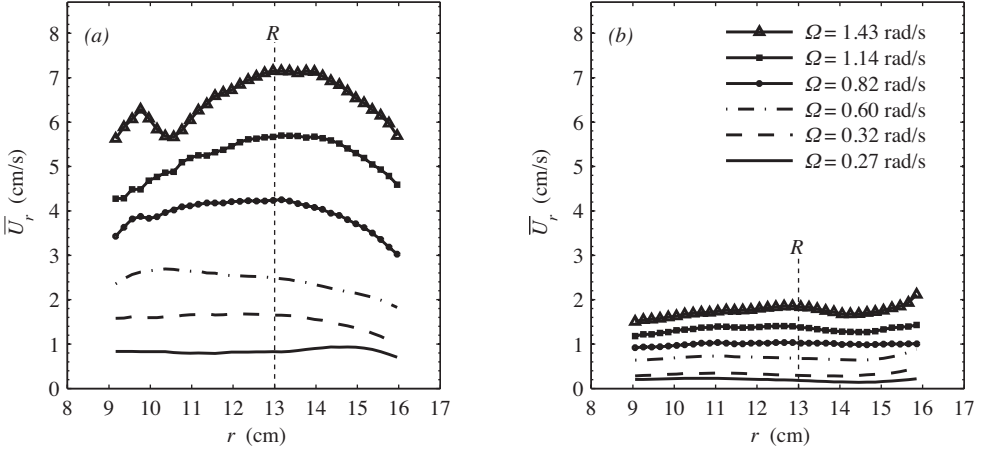 (a)
R
8
7
6
5
4
3
2
1
0
U̅r (cm/s)
8 9 10 11 12 13 14 15 16 17
r (cm)
(b)
Ω = 1.43 rad/s
Ω = 1.14 rad/s
Ω = 0.82 rad/s
Ω = 0.60 rad/s
Ω = 0.32 rad/s
Ω = 0.27 rad/s
R
8
7
6
5
4
3
2
1
0
U̅r (cm/s)
8 9 10 11 12 13 14 15 16 17
r (cm)